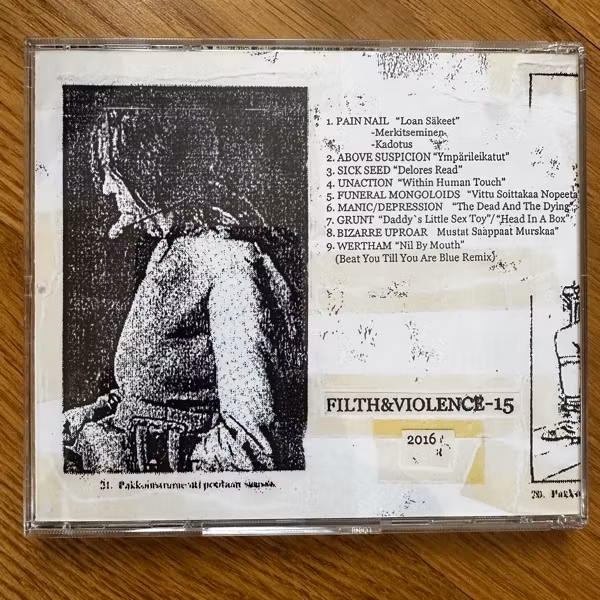 1. PAIN NAIL "Loan Säkeet"
-Merkitseminen
-Kadotus
2. ABOVE SUSPICION "Ympärileikatut"
3. SICK SEED "Delores Read"
4. UNACTION "Within Human Touch"
5. FUNERAL MONGOLOIDS "Vittu Soittakaa Nopeeta
6. MANIC/DEPRESSION "The Dead And The Dying"
7. GRUNT "Daddy`s Little Sex Toy"/"Head In A Box"
8. BIZARRE UPROAR Mustat Saappaat Murskaa"
9. WERTHAM "Nil By Mouth"
(Beat You Till You Are Blue Remix)
FILTH&VIOLENCE-15
2016
31.
20. Pakko